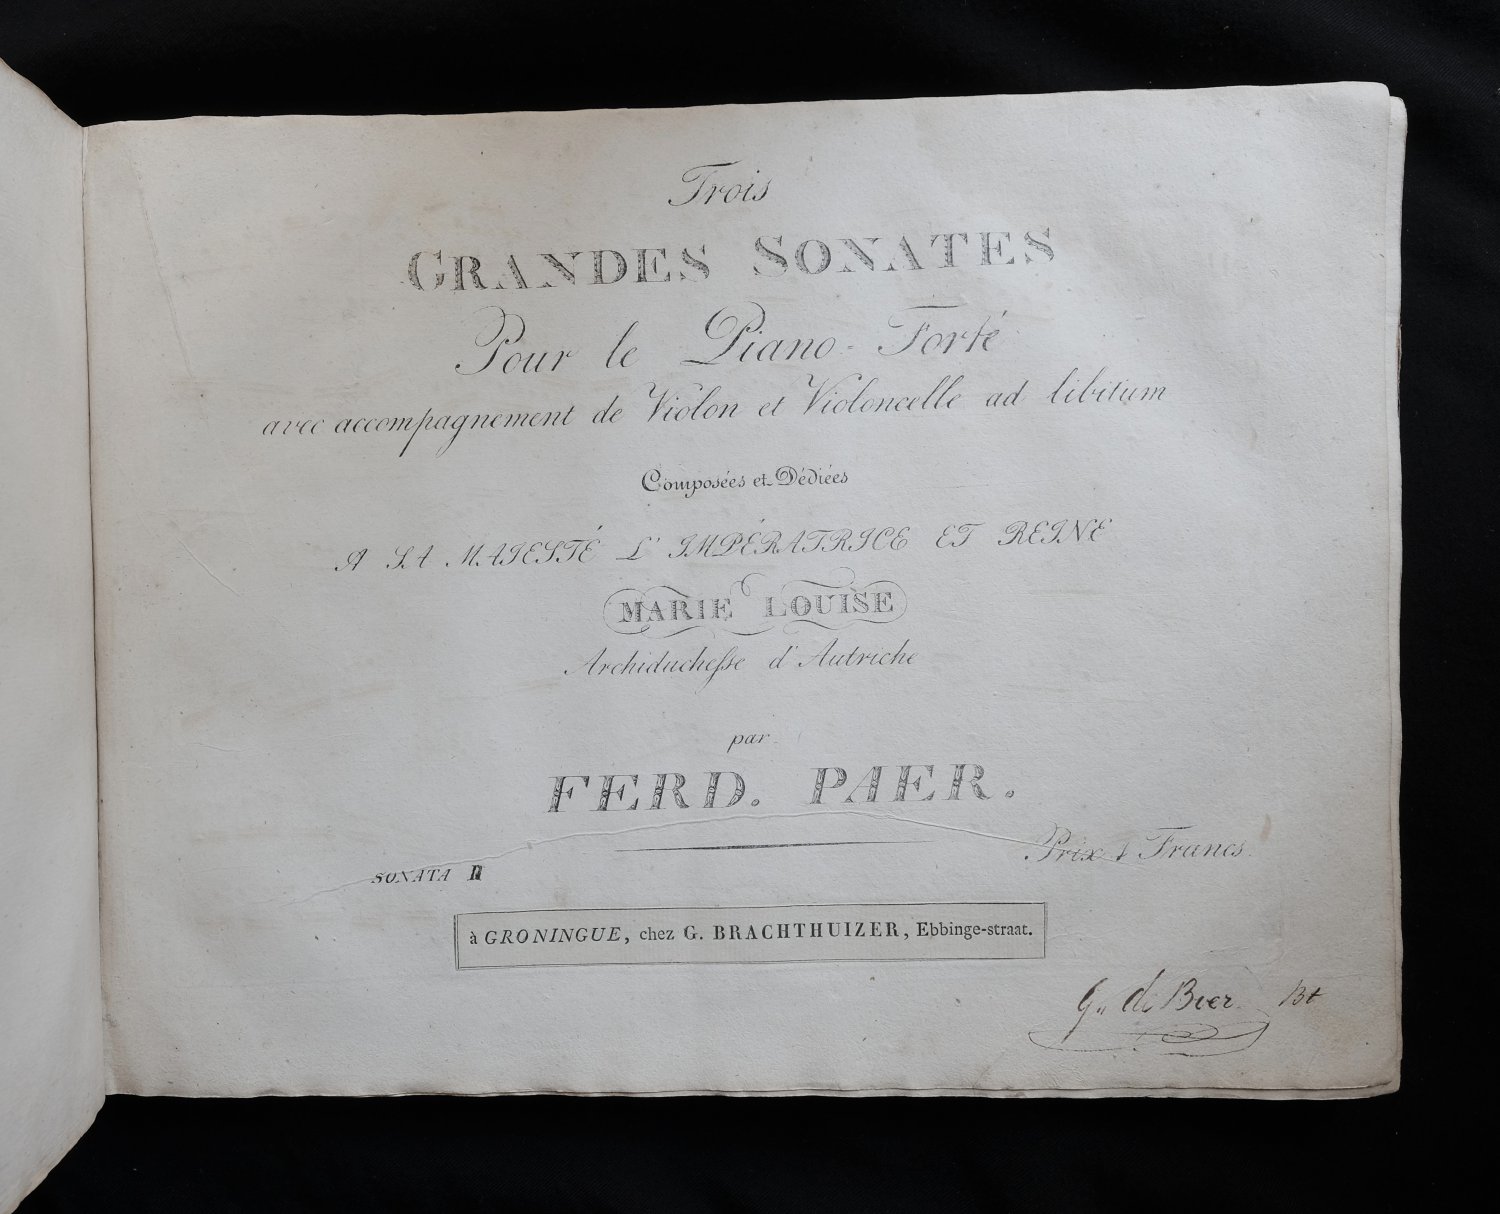 Trois
GRANDES SONATES
Pour le Piano-Forté
avec accompagnement de Violon et Violoncelle ad libitum
Composées et Dédiées
A SA MAJESTÉ L'IMPÉRATRICE ET REINE
MARIE LOUISE
Archiduchesse d'Autriche
par
FERD. PAER.
Prix Francs
SONATA II
à GRONINGUE, chez G. BRACHTHUIZER, Ebbinge-straat.
G. de Bier